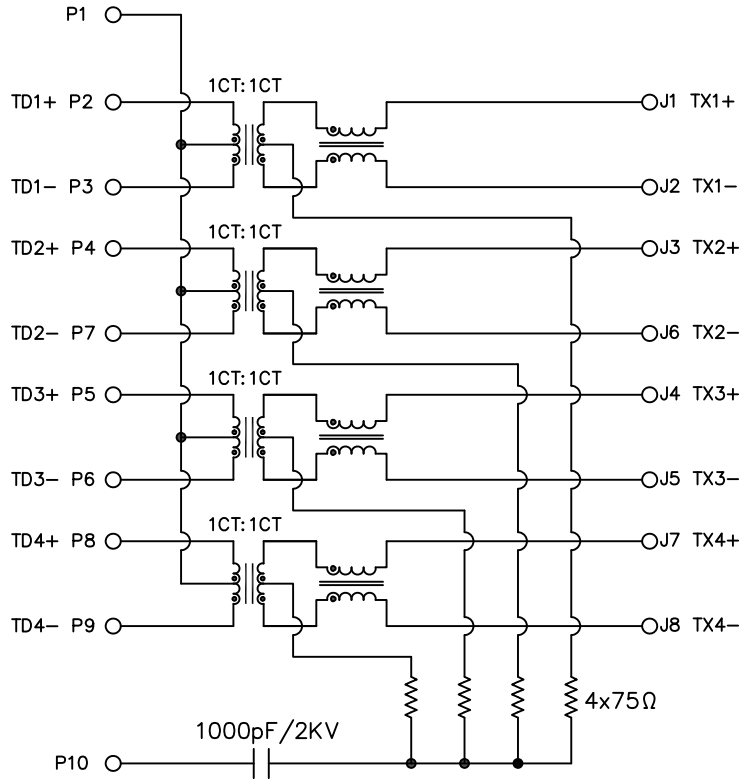 P1
1CT:1CT
TD1+ P2 J1 TX1+
TD1- P3 J2 TX1-
1CT:1CT
TD2+ P4 J3 TX2+
TD2- P7 J6 TX2-
1CT:1CT
TD3+ P5 J4 TX3+
TD3- P6 J5 TX3-
1CT:1CT
TD4+ P8 J7 TX4+
TD4- P9 J8 TX4-
4x75Ω
1000pF/2KV
P10